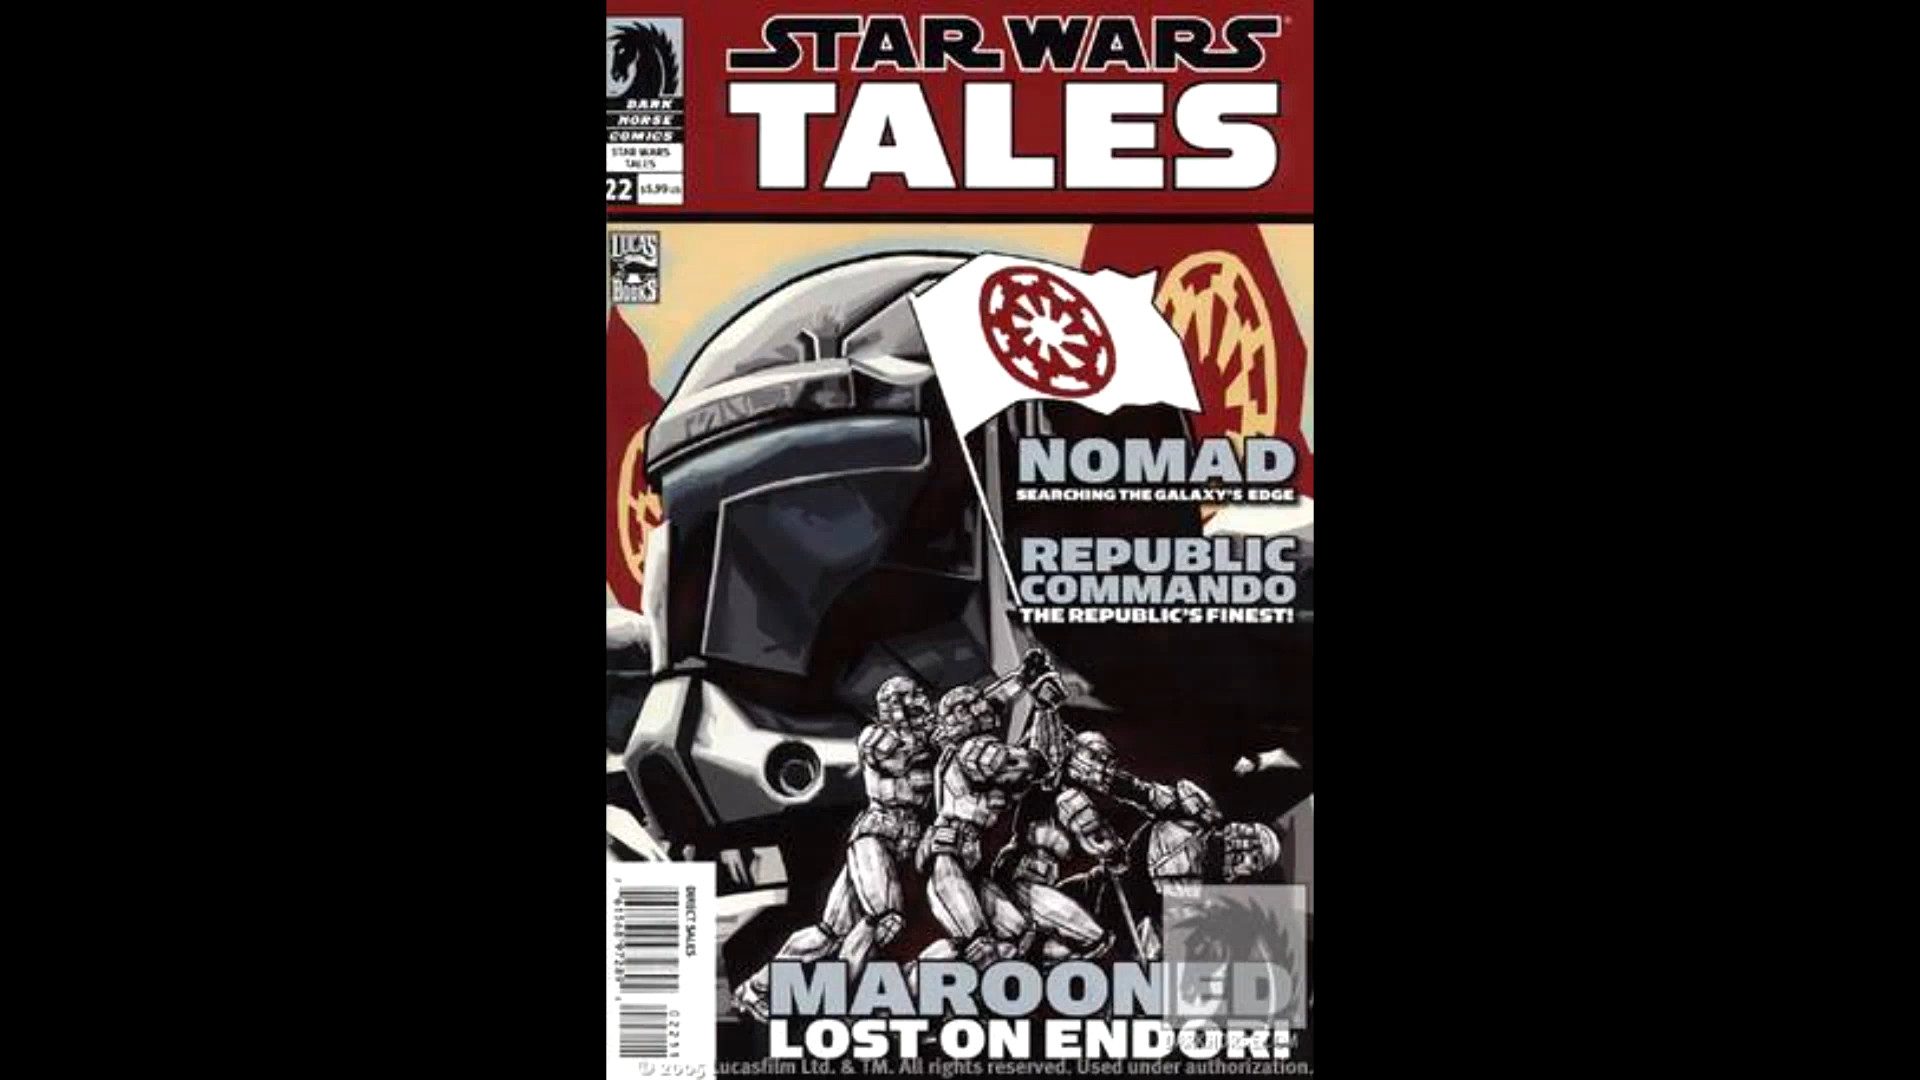 STAR WARS
TALES
DARK
HORSE
COMICS
STAR WARS
TALES
22 $5.99 US
LUCAS
BOOKS
NOMAD
SEARCHING THE GALAXY'S EDGE
REPUBLIC
COMMANDO
THE REPUBLIC'S FINEST!
DIRECT SALES
MAROONED
LOST ON ENDOR!
© 2005 Lucasfilm Ltd. & TM. All rights reserved. Used under authorization.